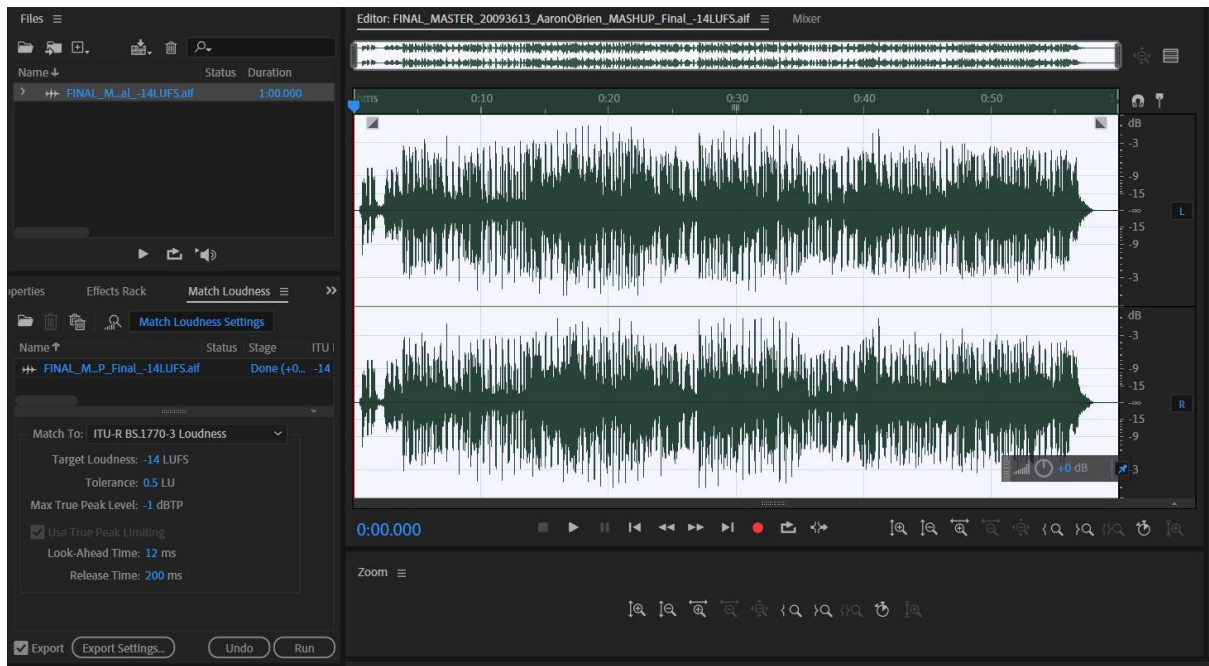 Files
Editor: FINAL_MASTER_20093613_AaronOBrien_MASHUP_Final_-14LUFS.aif Mixer
Name Status Duration
FINAL_M...al_-14LUFS.aif 1:00.000
hms 0:10 0:20 0:30 0:40 0:50 1
dB
-3
-9
-15
-∞
L
-15
-9
-3
operties Effects Rack Match Loudness
Match Loudness Settings
Name Status Stage ITU
FINAL_M...P_Final_-14LUFS.aif Done (+0... -14
Match To: ITU-R BS.1770-3 Loudness
Target Loudness: -14 LUFS
Tolerance: 0.5 LU
Max True Peak Level: -1 dBTP
Use True Peak Limiting
Look-Ahead Time: 12 ms
Release Time: 200 ms
Export Export Settings... Undo Run
dB
-3
-9
-15
-∞
R
-15
-9
+0 dB
3
0:00.000
Zoom